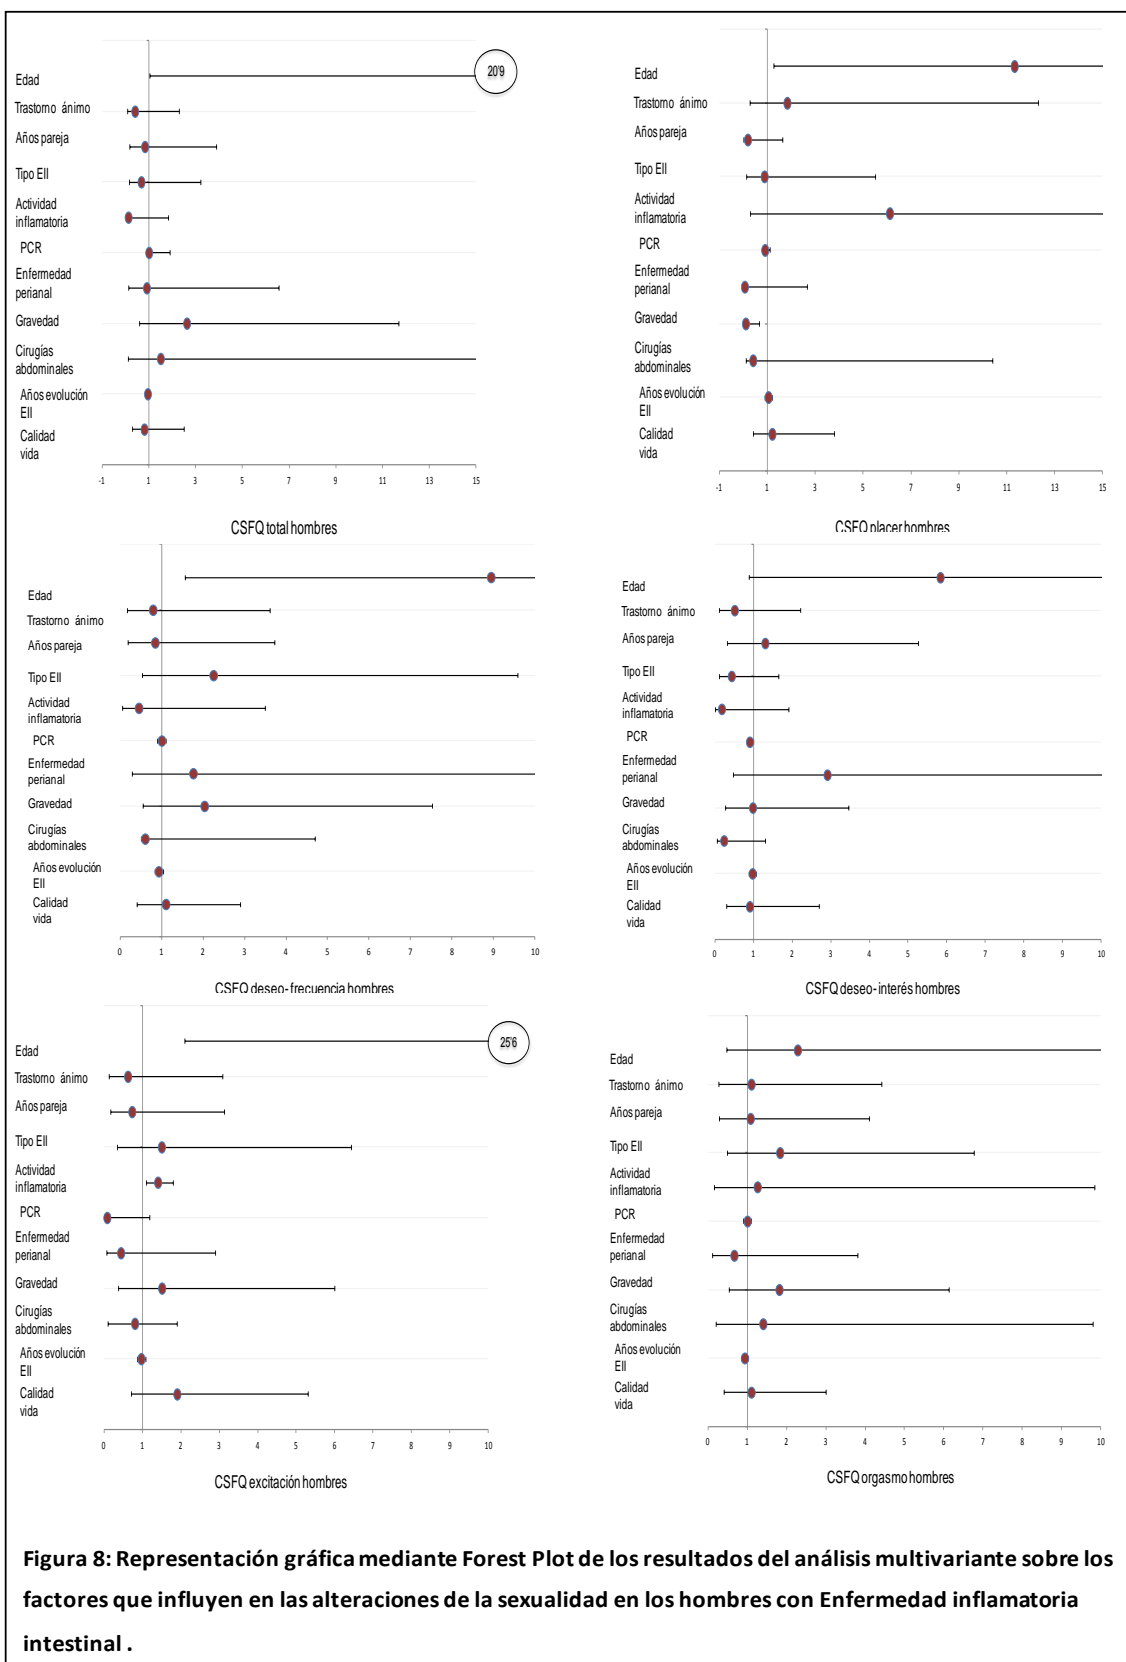 Edad
20'9
Trastorno ánimo
Años pareja
Tipo EII
Actividad
inflamatoria
PCR
Enfermedad
perianal
Gravedad
Cirugías
abdominales
Años evolución
EII
Calidad
vida
-1 1 3 5 7 9 11 13 15
CSFQ total hombres
Edad
Trastorno ánimo
Años pareja
Tipo EII
Actividad
inflamatoria
PCR
Enfermedad
perianal
Gravedad
Cirugías
abdominales
Años evolución
EII
Calidad
vida
-1 1 3 5 7 9 11 13 15
CSFQ placer hombres
Edad
Trastorno ánimo
Años pareja
Tipo EII
Actividad
inflamatoria
PCR
Enfermedad
perianal
Gravedad
Cirugías
abdominales
Años evolución
EII
Calidad
vida
0 1 2 3 4 5 6 7 8 9 10
CSFQ deseo-frecuencia hombres
Edad
Trastorno ánimo
Años pareja
Tipo EII
Actividad
inflamatoria
PCR
Enfermedad
perianal
Gravedad
Cirugías
abdominales
Años evolución
EII
Calidad
vida
0 1 2 3 4 5 6 7 8 9 10
CSFQ deseo-interés hombres
Edad
25'6
Trastorno ánimo
Años pareja
Tipo EII
Actividad
inflamatoria
PCR
Enfermedad
perianal
Gravedad
Cirugías
abdominales
Años evolución
EII
Calidad
vida
0 1 2 3 4 5 6 7 8 9 10
CSFQ excitación hombres
Edad
Trastorno ánimo
Años pareja
Tipo EII
Actividad
inflamatoria
PCR
Enfermedad
perianal
Gravedad
Cirugías
abdominales
Años evolución
EII
Calidad
vida
0 1 2 3 4 5 6 7 8 9 10
CSFQ orgasmo hombres
Figura 8: Representación gráfica mediante Forest Plot de los resultados del análisis multivariante sobre los
factores que influyen en las alteraciones de la sexualidad en los hombres con Enfermedad inflamatoria
intestinal .